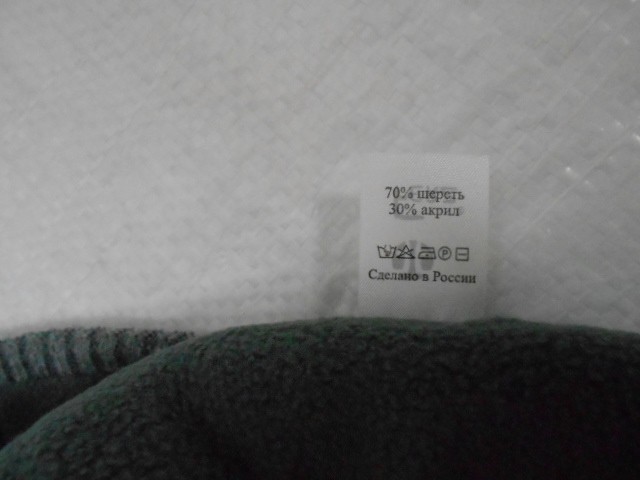 70% шерсть
30% акрил
Сделано в России